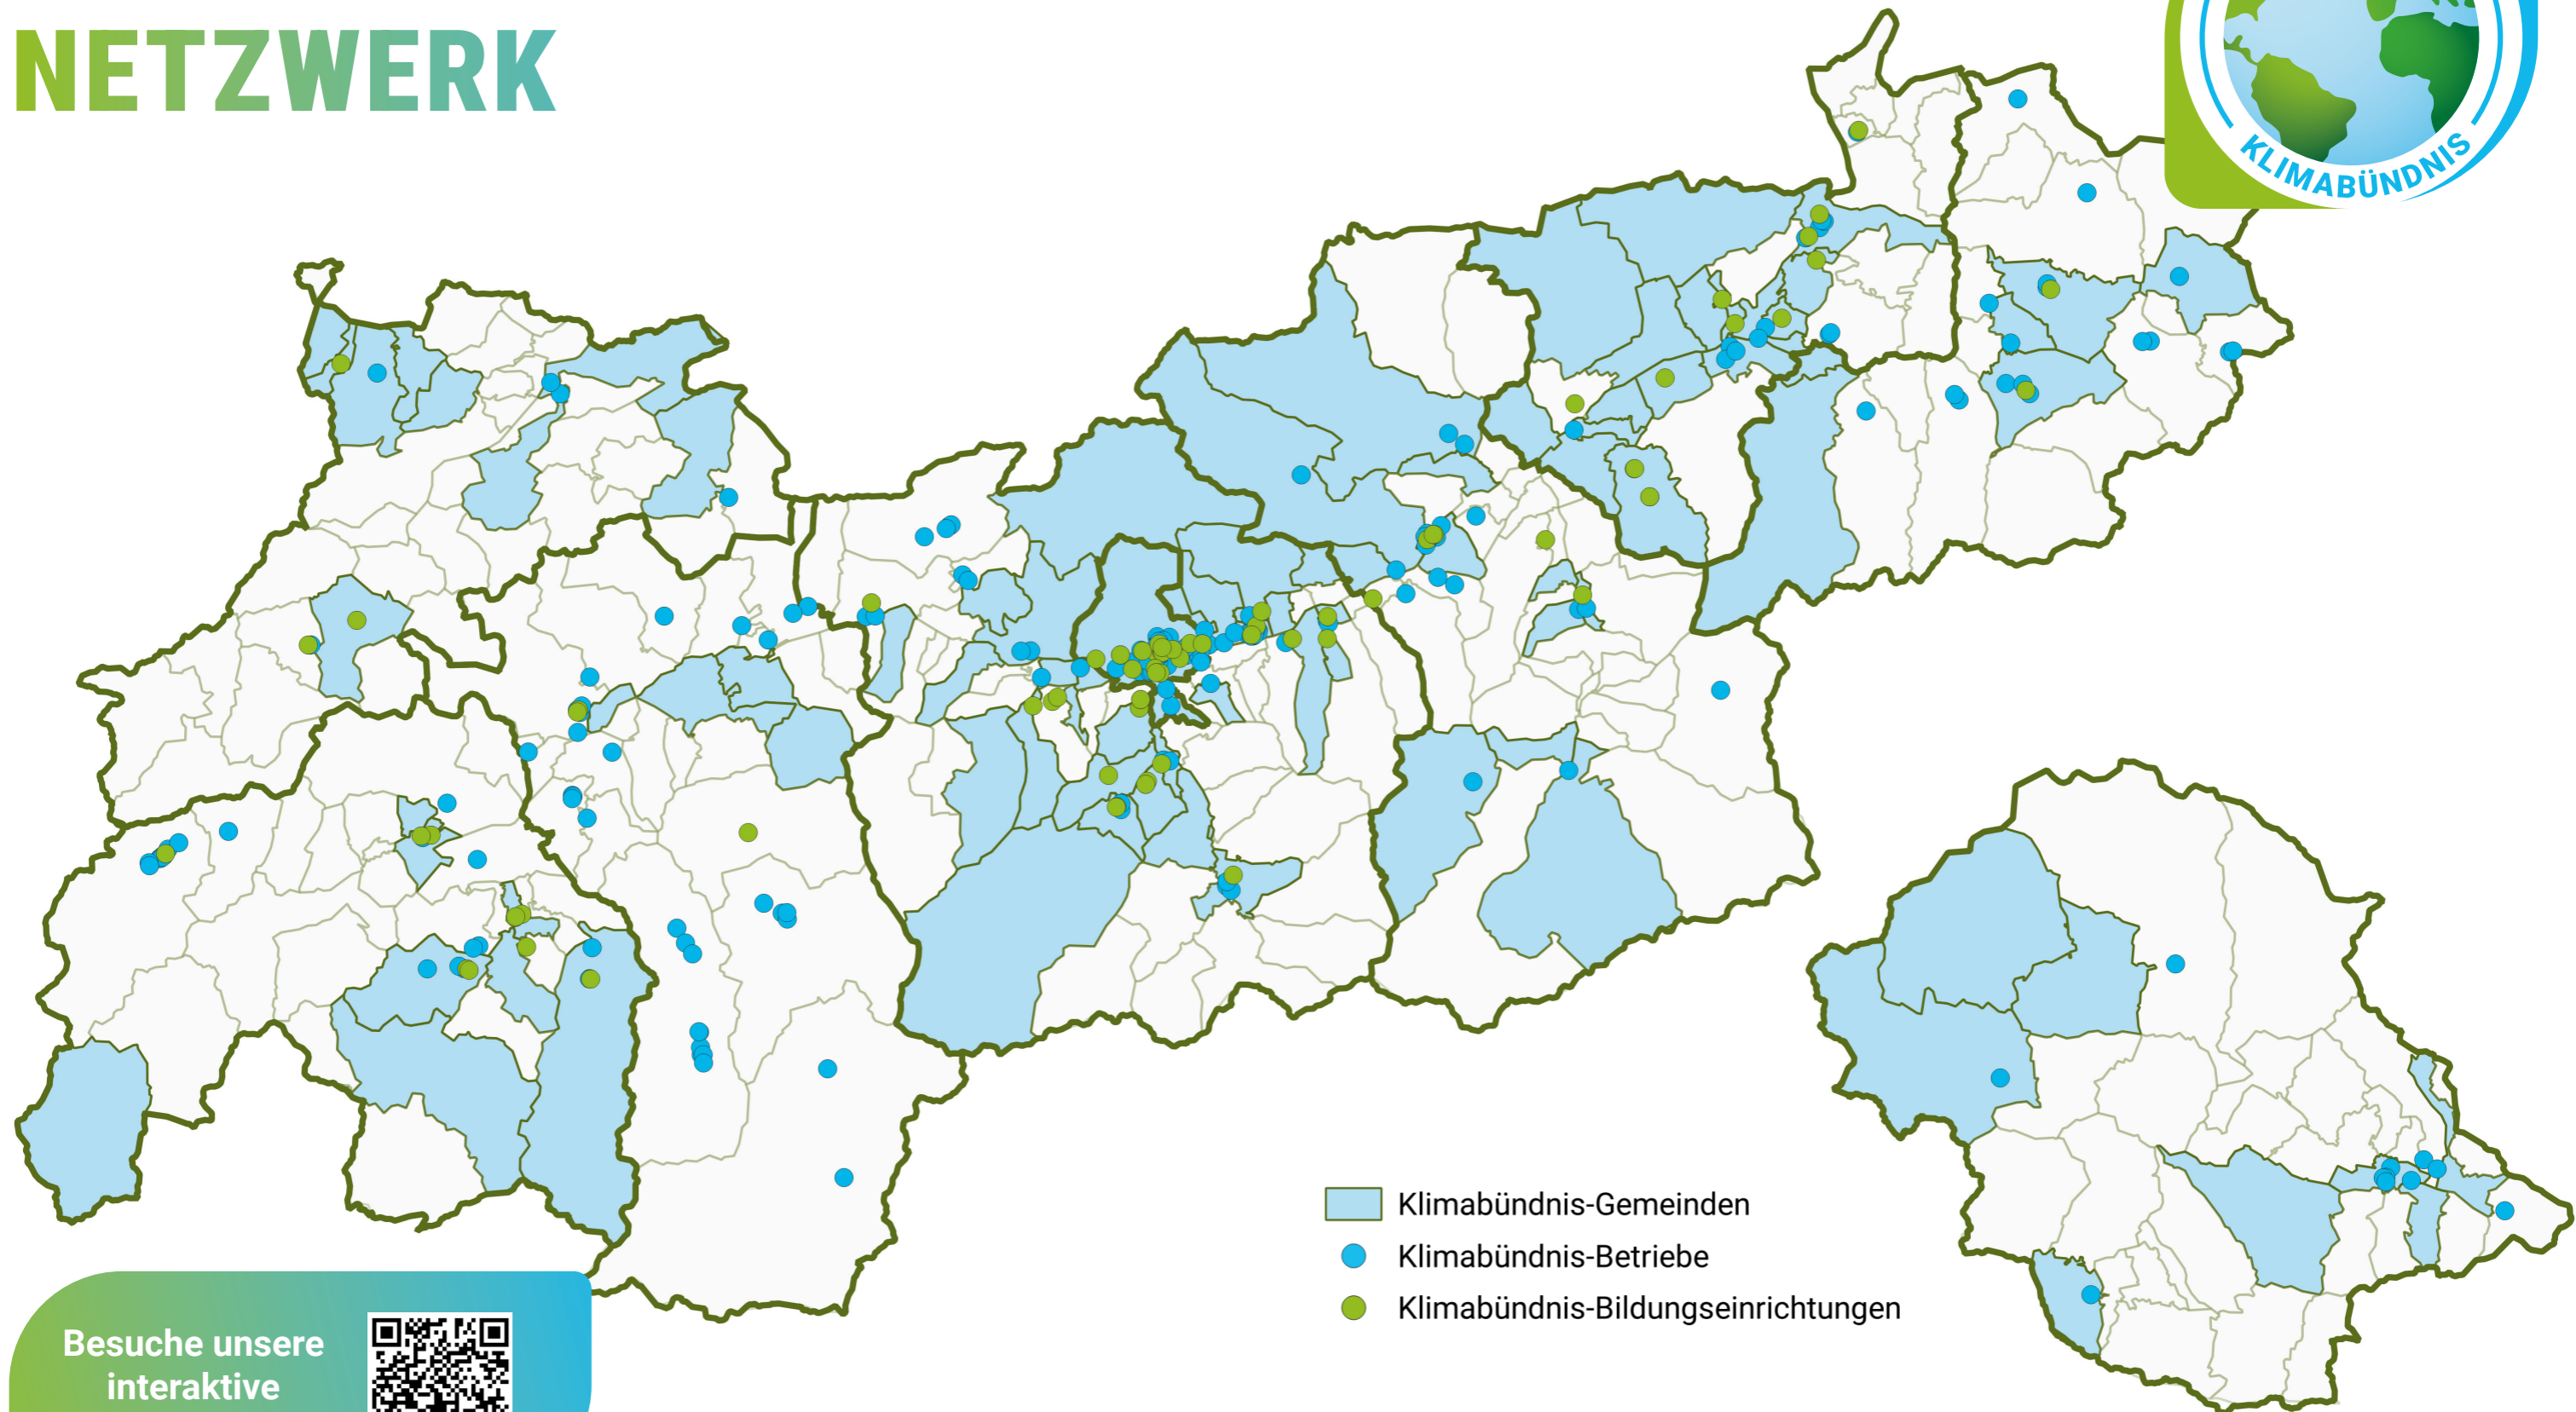 NETZWERK
KLIMABÜNDNIS
Klimabündnis-Gemeinden
Klimabündnis-Betriebe
Klimabündnis-Bildungseinrichtungen
Besuche unsere
interaktive